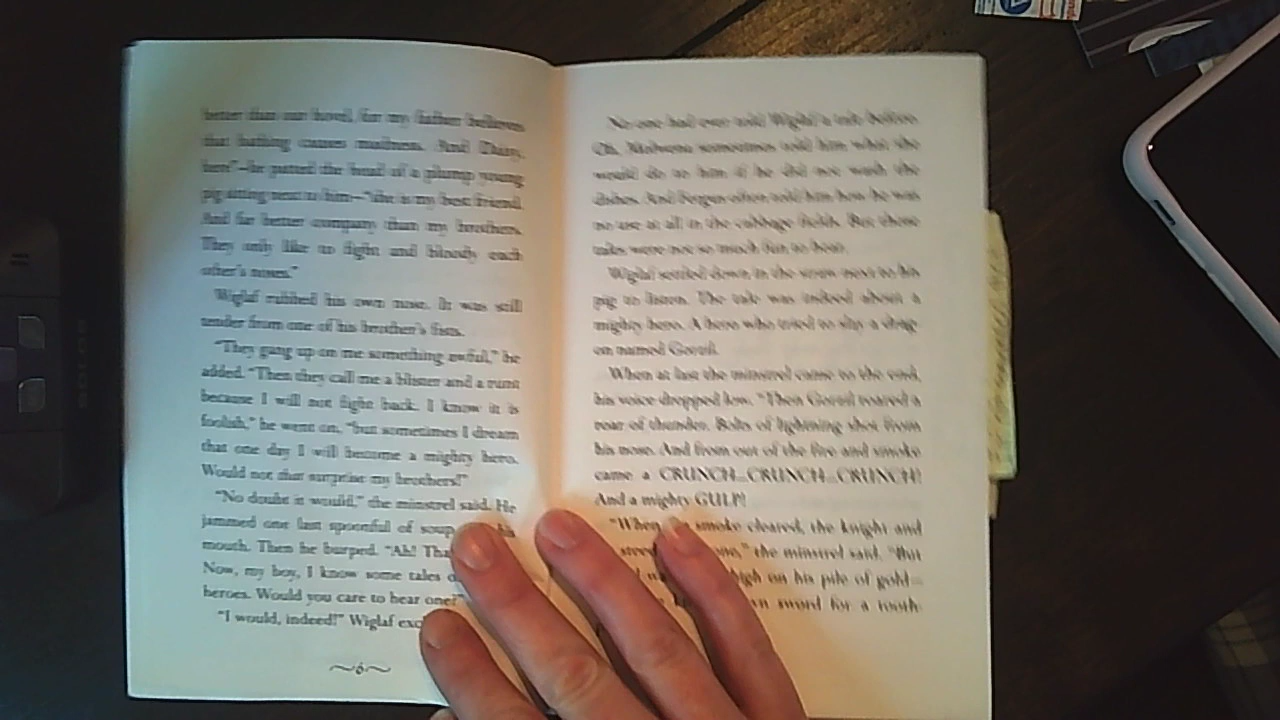 better than our hovel, for my father believes
that bathing causes madness. And Daisy,
here"—he patted the head of a plump young
pig sitting next to him—"she is my best friend.
And far better company than my brothers.
They only like to fight and bloody each
other's noses."
Wiglaf rubbed his own nose. It was still
tender from one of his brother's fists.
"They gang up on me something awful," he
added. "Then they call me a blister and a runt
because I will not fight back. I know it is
foolish," he went on, "but sometimes I dream
that one day I will become a mighty hero.
Would not that surprise my brothers!"
"No doubt it would," the minstrel said. He
jammed one last spoonful of soup his
mouth. Then he burped. "Ah!
Now, my boy, I know some tales
heroes. Would you care to hear one?"
"I would, indeed!" Wiglaf
~6~
No one had ever told Wiglaf a tale before.
Oh, Molwena sometimes told him what she
would do to him if he did not wash the
dishes. And Fergus often told him how he was
no use at all in the cabbage fields. But those
tales were not so much fun to hear.
Wiglaf settled down in the straw next to his
pig to listen. The tale was indeed about a
mighty hero. A hero who tried to slay a drag-
on named Gorzil.
When at last the minstrel came to the end,
his voice dropped low. "Then Gorzil roared a
roar of thunder. Bolts of lightning shot from
his nose. And from out of the fire and smoke
came a CRUNCH...CRUNCH...CRUNCH!
And a mighty GULP!
"When smoke cleared, the knight and
steed the minstrel said. "But
high on his pile of gold—
sword for a tooth-